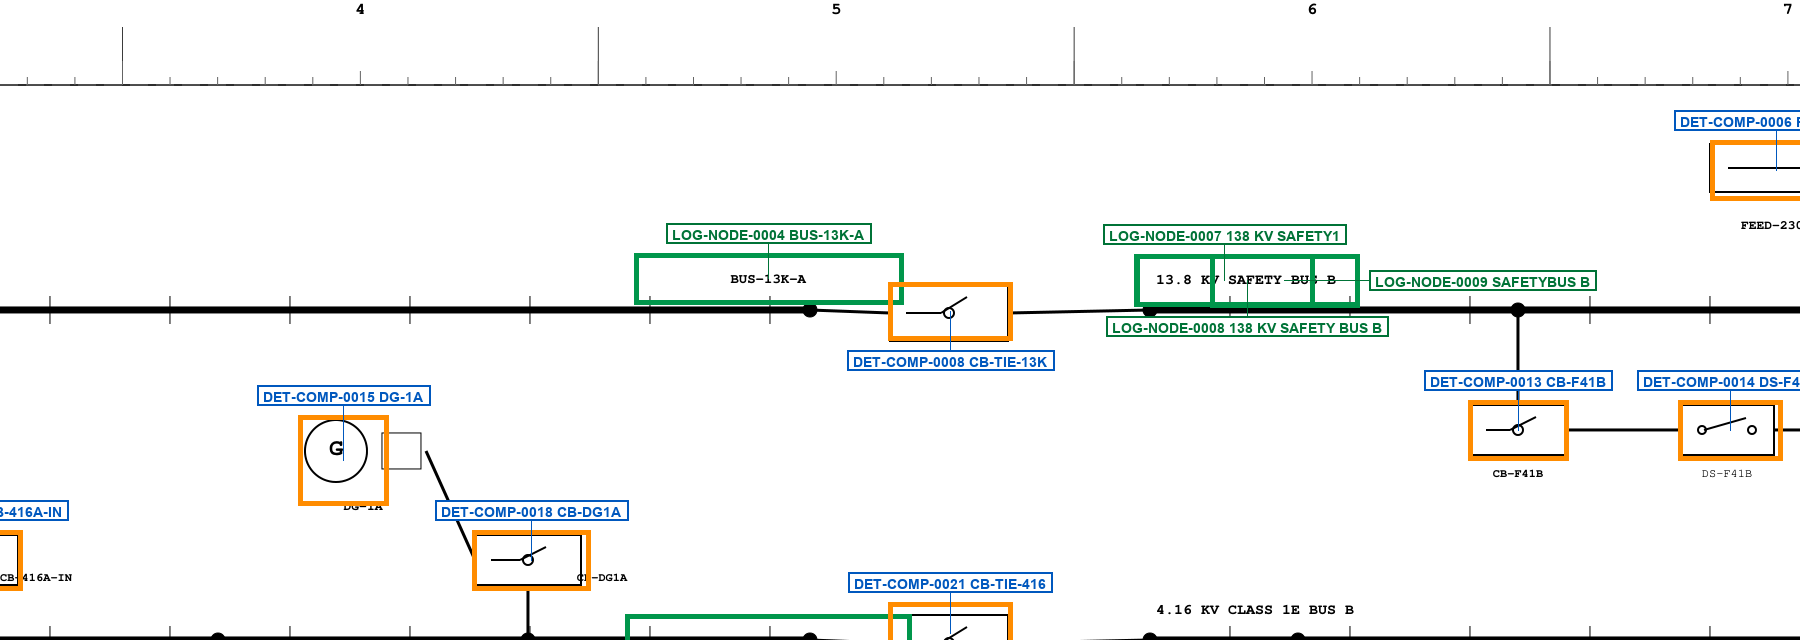 4 5 6 7
DET-COMP-0006
FEED-230
LOG-NODE-0004 BUS-13K-A
LOG-NODE-0007 138 KV SAFETY1
BUS-13K-A
13.8 KV SAFETY BUS B
LOG-NODE-0009 SAFETYBUS B
LOG-NODE-0008 138 KV SAFETY BUS B
DET-COMP-0008 CB-TIE-13K
DET-COMP-0015 DG-1A
DET-COMP-0013 CB-F41B
DET-COMP-0014 DS-F4
G
CB-F41B
DS-F41B
DG-1A
B-416A-IN
DET-COMP-0018 CB-DG1A
CB-416A-IN
CB-DG1A
DET-COMP-0021 CB-TIE-416
4.16 KV CLASS 1E BUS B